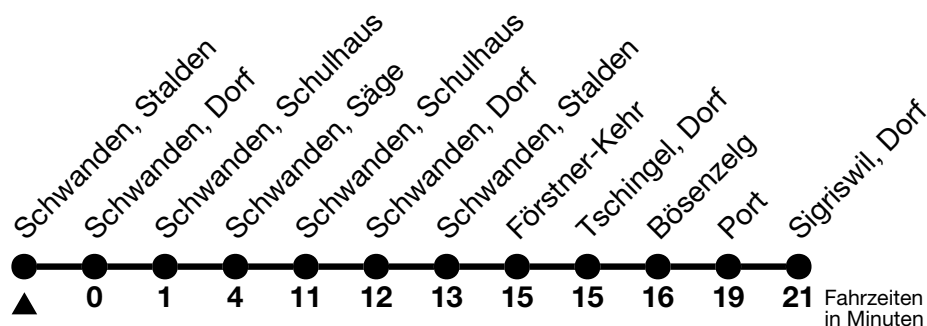 Schwanden, Stalden
Schwanden, Dorf
Schwanden, Schulhaus
Schwanden, Säge
Schwanden, Schulhaus
Schwanden, Dorf
Schwanden, Stalden
Förstner-Kehr
Tschingel, Dorf
Bösenzelg
Port
Sigriswil, Dorf
0 1 4 11 12 13 15 15 16 19 21 Fahrzeiten
in Minuten